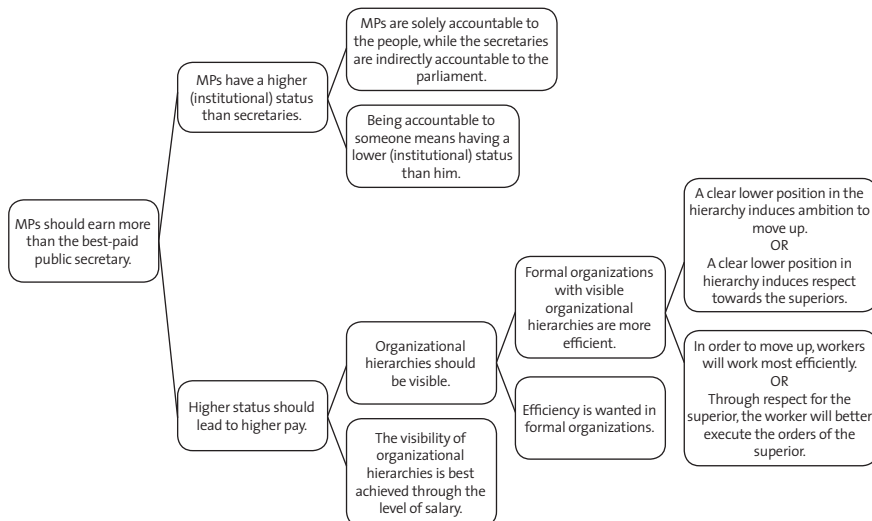 MPs should earn more
than the best-paid
public secretary.
MPs have a higher
(institutional) status
than secretaries.
MPs are solely accountable to
the people, while the secretaries
are indirectly accountable to the
parliament.
Being accountable to
someone means having a
lower (institutional) status
than him.
Higher status should
lead to higher pay.
Organizational
hierarchies should
be visible.
The visibility of
organizational
hierarchies is best
achieved through the
level of salary.
Formal organizations
with visible
organizational
hierarchies are more
efficient.
Efficiency is wanted in
formal organizations.
A clear lower position in the
hierarchy induces ambition to
move up.
OR
A clear lower position in
hierarchy induces respect
towards the superiors.
In order to move up, workers
will work most efficiently.
OR
Through respect for the
superior, the worker will better
execute the orders of the
superior.